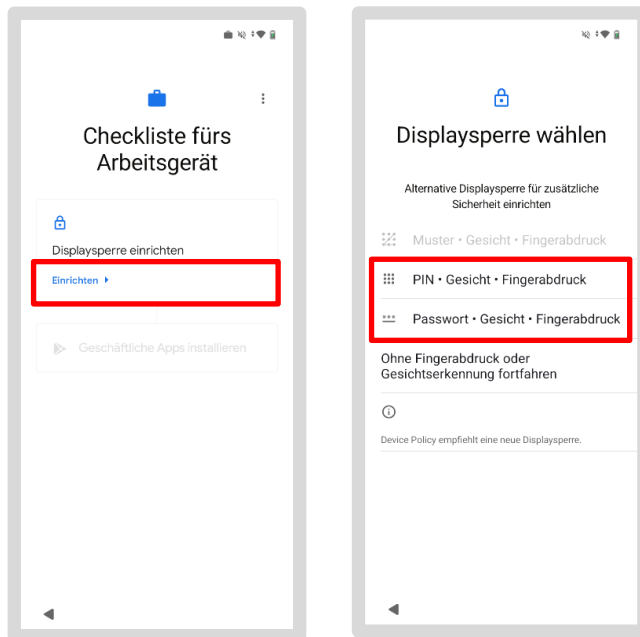 Checkliste fürs
Arbeitsgerät
Displaysperre einrichten
Einrichten
Geschäftliche Apps installieren
Displaysperre wählen
Alternative Displaysperre für zusätzliche
Sicherheit einrichten
Muster • Gesicht • Fingerabdruck
PIN • Gesicht • Fingerabdruck
Passwort • Gesicht • Fingerabdruck
Ohne Fingerabdruck oder
Gesichtserkennung fortfahren
Device Policy empfiehlt eine neue Displaysperre.